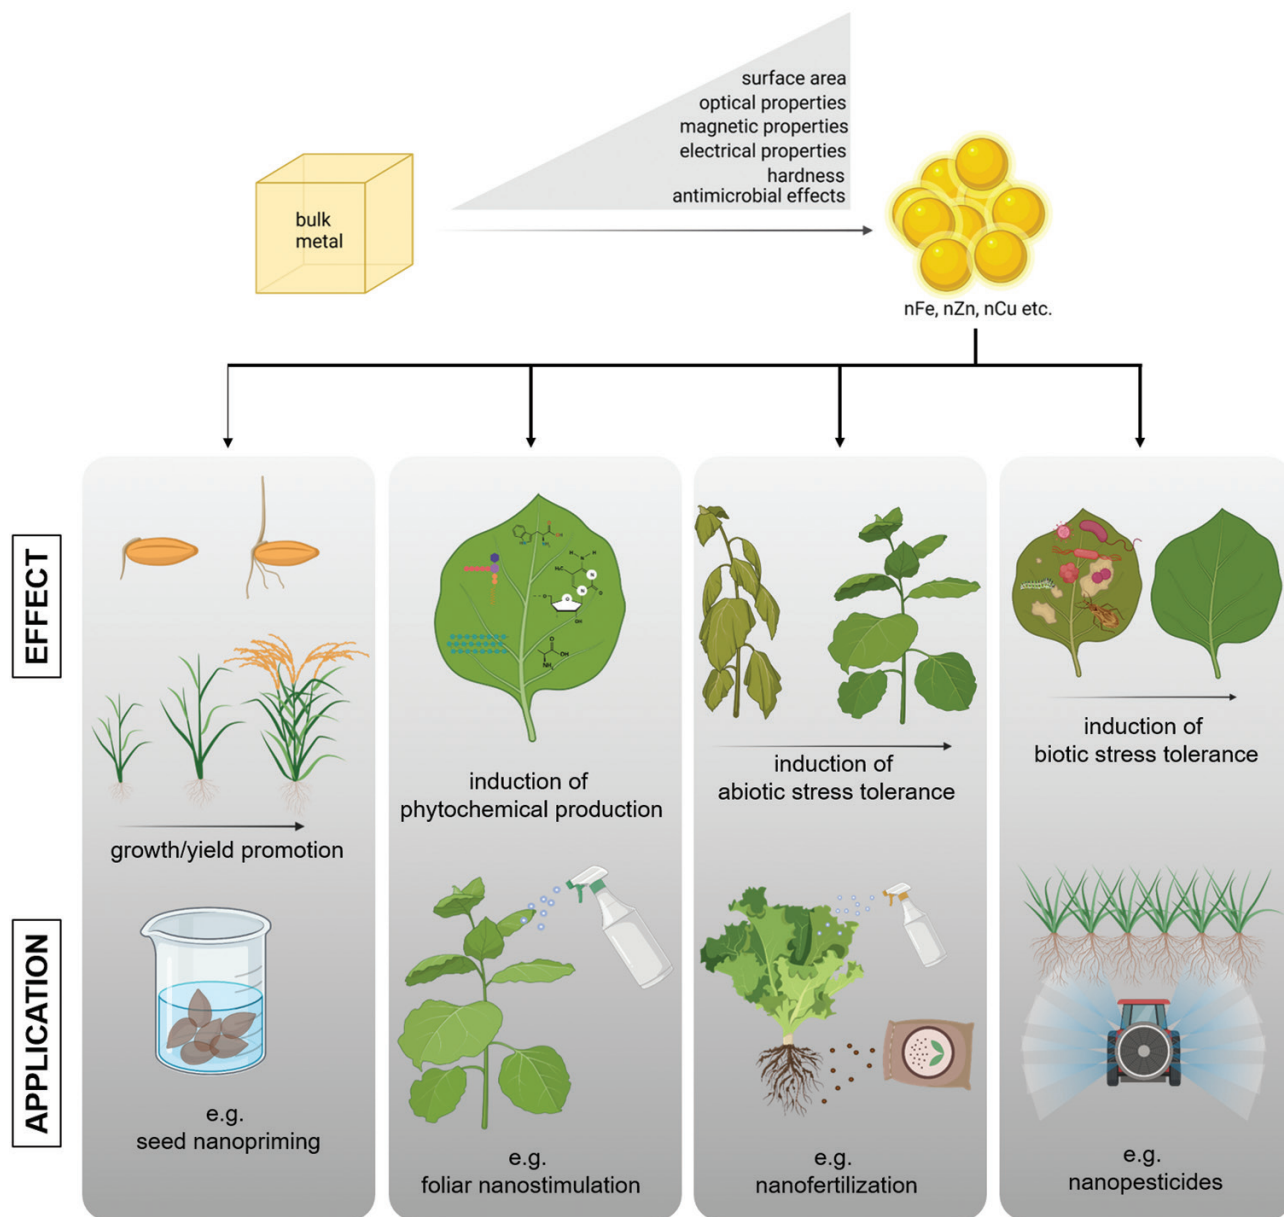 surface area
optical properties
magnetic properties
electrical properties
hardness
antimicrobial effects
bulk
metal
nFe, nZn, nCu etc.
EFFECT
growth/yield promotion
induction of
phytochemical production
induction of
abiotic stress tolerance
induction of
biotic stress tolerance
APPLICATION
e.g.
seed nanopriming
e.g.
foliar nanostimulation
e.g.
nanofertilization
e.g.
nanopesticides